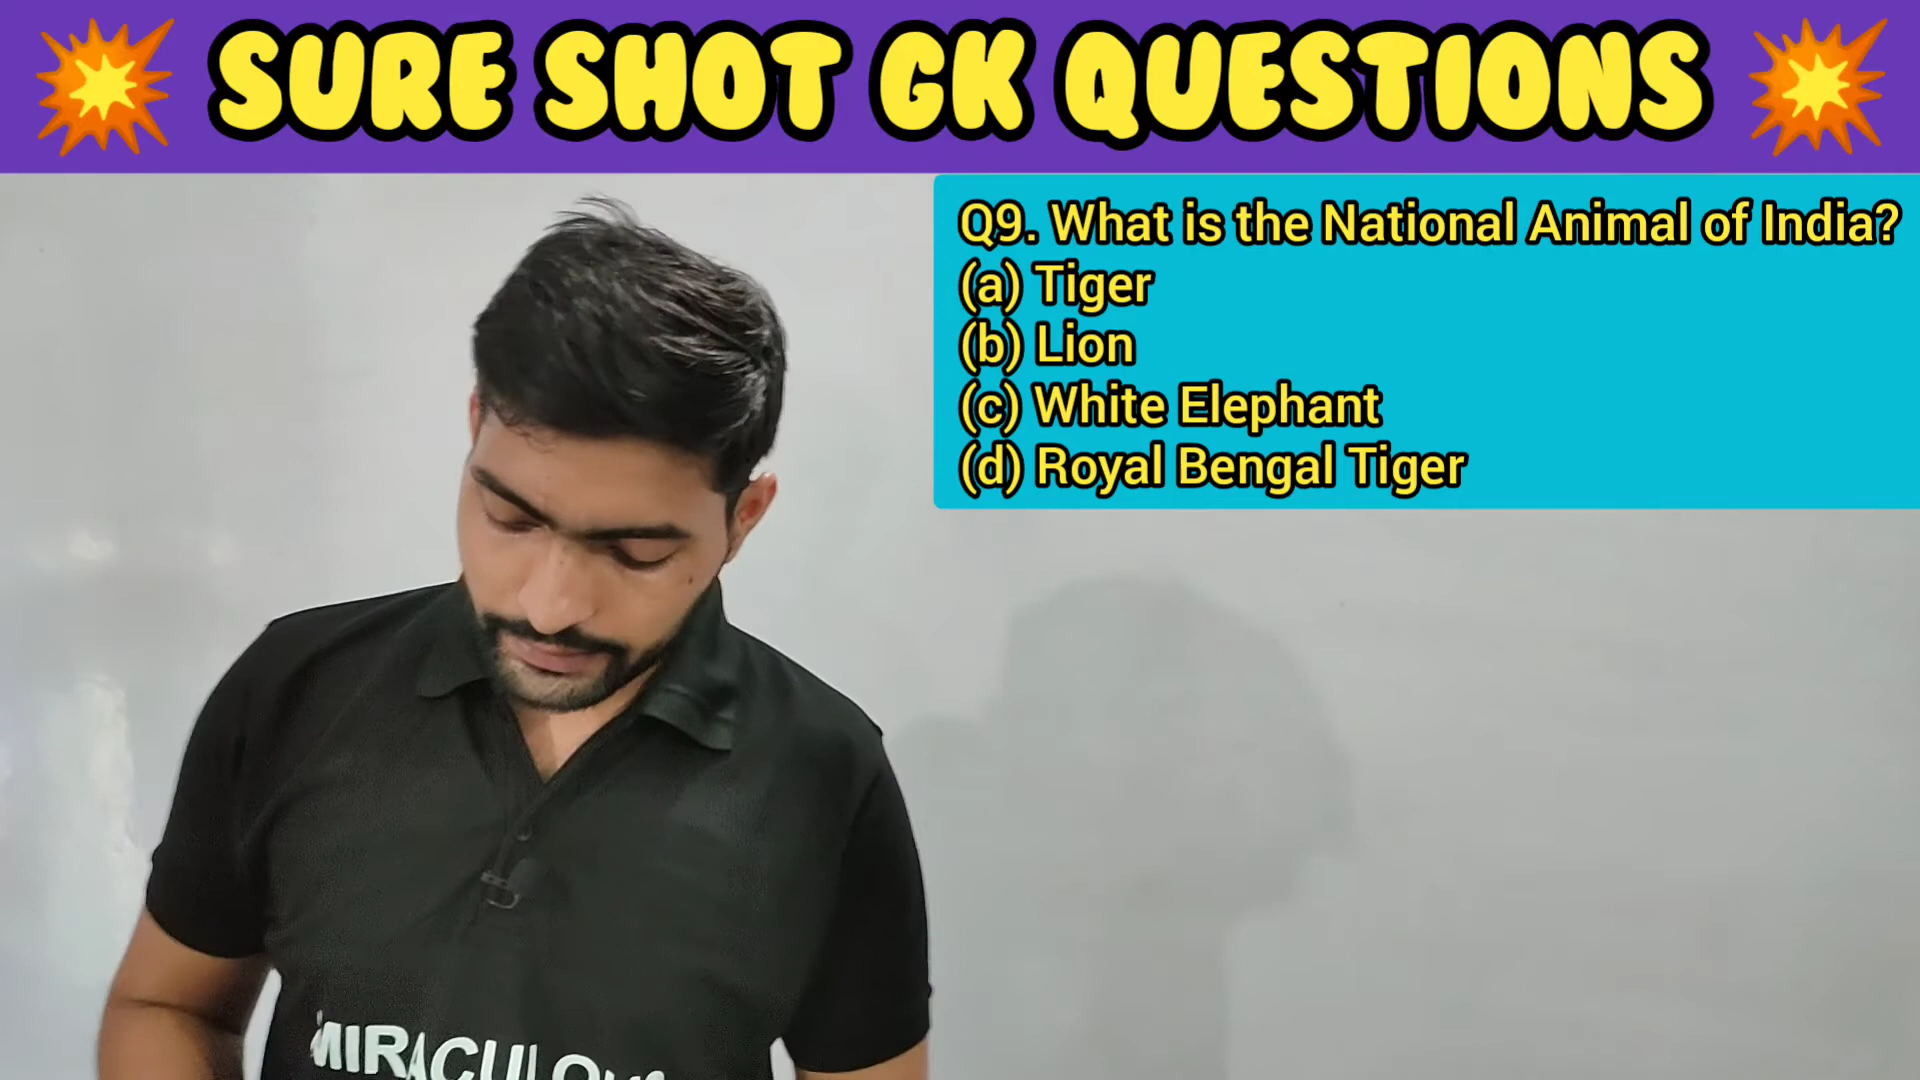 SURE SHOT GK QUESTIONS
Q9. What is the National Animal of India?
(a) Tiger
(b) Lion
(c) White Elephant
(d) Royal Bengal Tiger